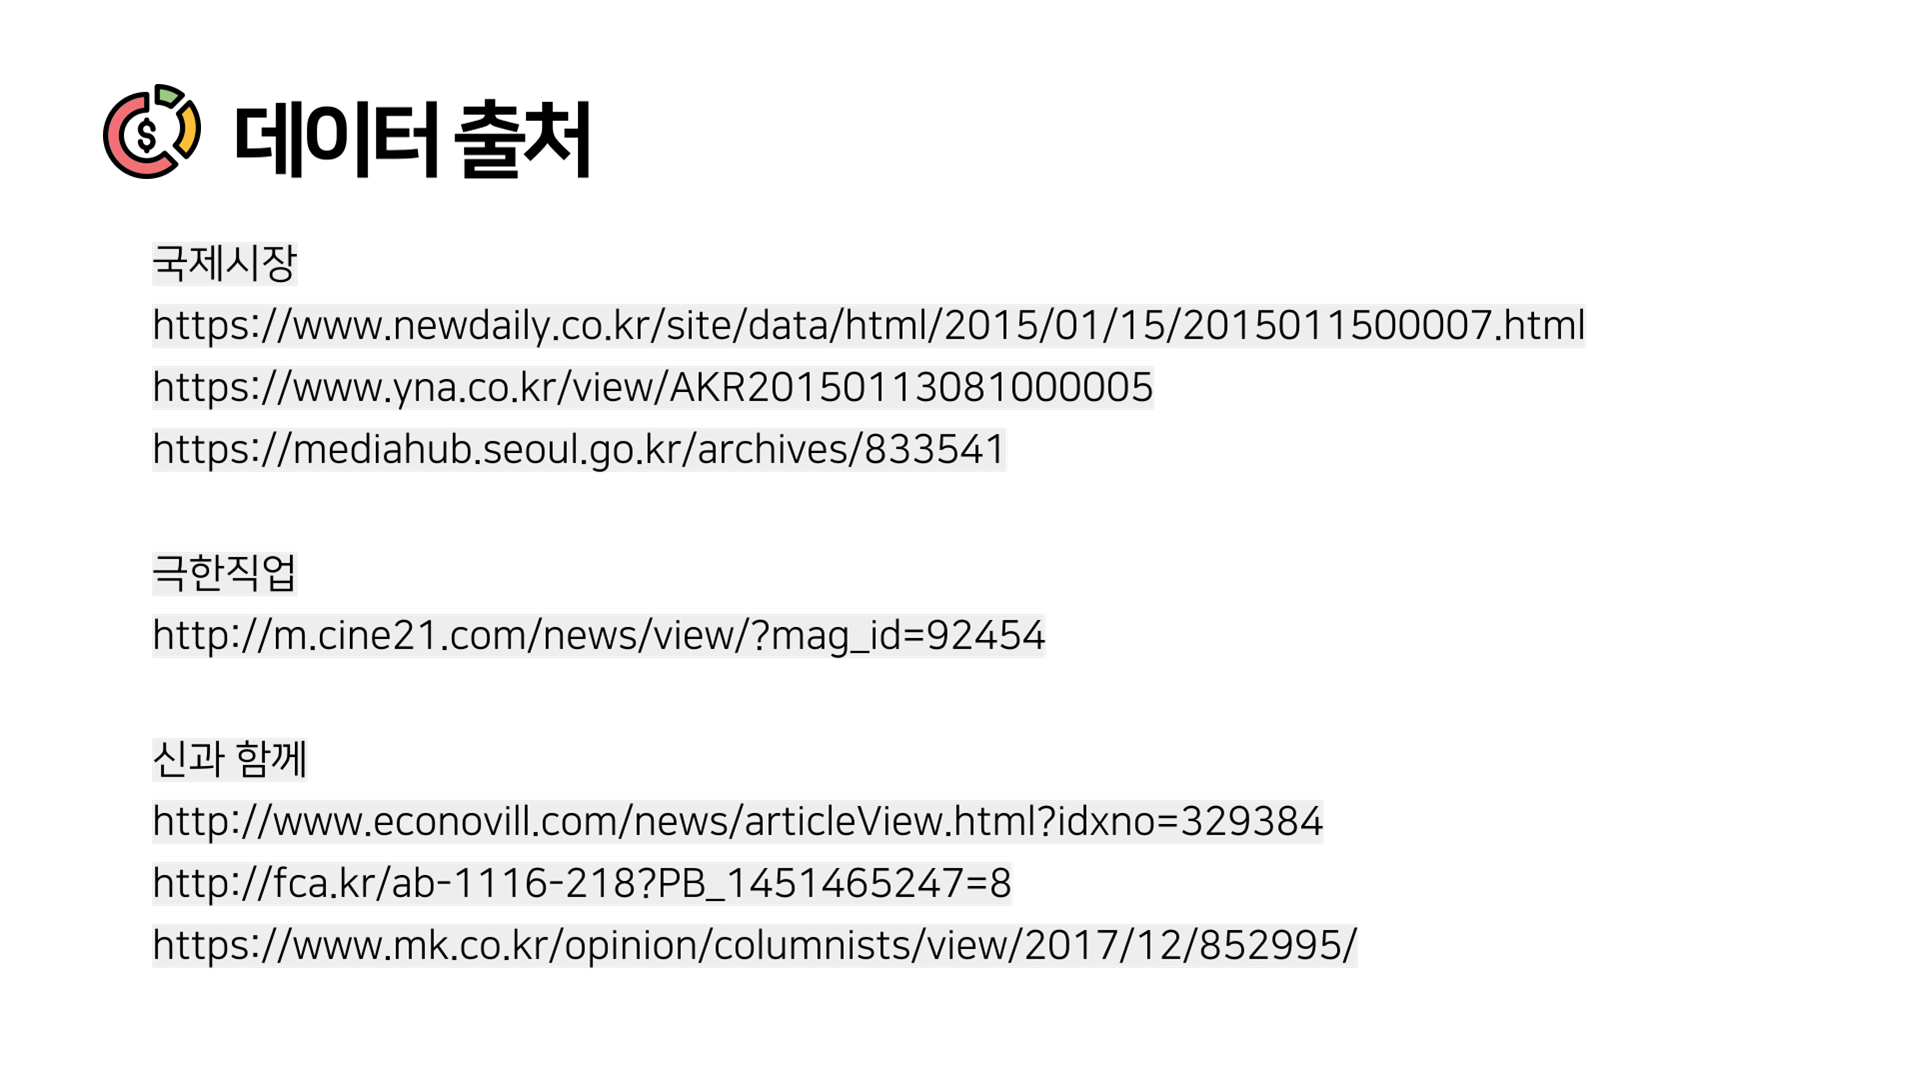 데이터 출처
국제시장
https://www.newdaily.co.kr/site/data/html/2015/01/15/2015011500007.html
https://www.yna.co.kr/view/AKR20150113081000005
https://mediahub.seoul.go.kr/archives/833541
극한직업
http://m.cine21.com/news/view/?mag_id=92454
신과 함께
http://www.econovill.com/news/articleView.html?idxno=329384
http://fca.kr/ab-1116-218?PB_1451465247=8
https://www.mk.co.kr/opinion/columnists/view/2017/12/852995/